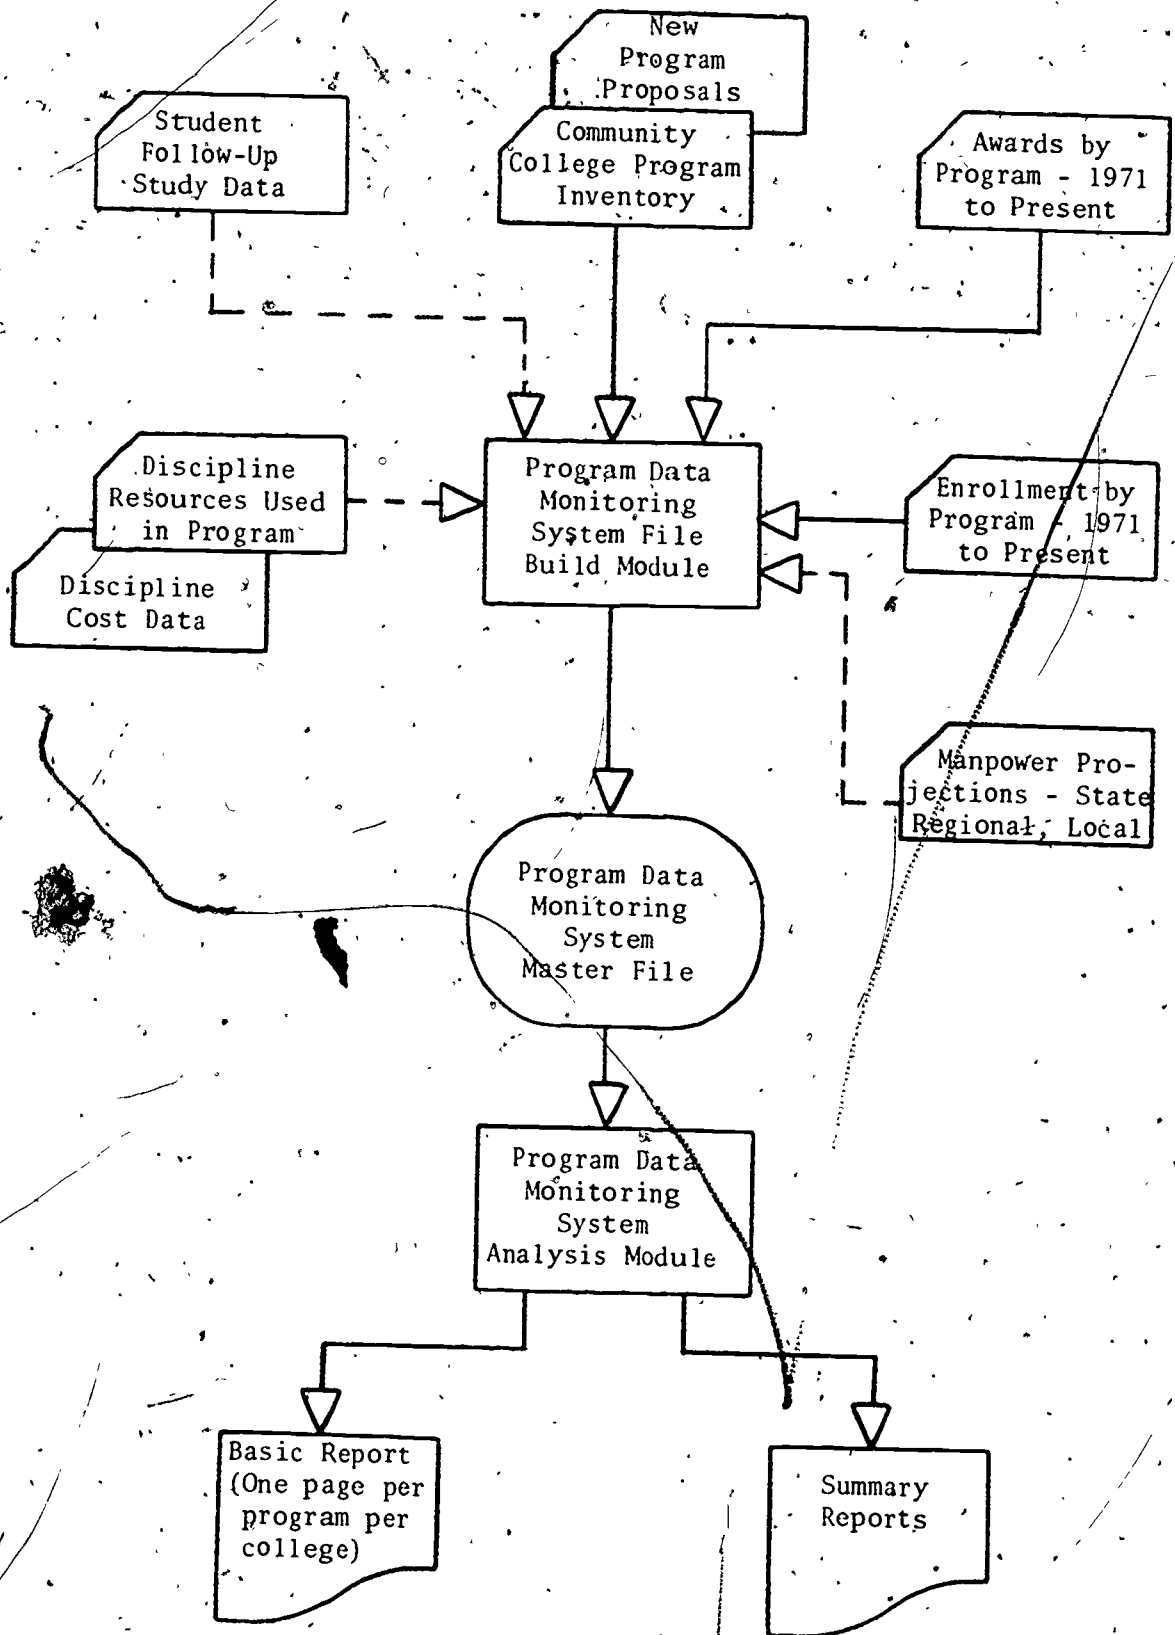 New
Program
Proposals
Student
Follow-Up
Study Data
Community
College Program
Inventory
Awards by
Program - 1971
to Present
Discipline
Resources Used
in Program
Discipline
Cost Data
Program Data
Monitoring
System File
Build Module
Enrollment by
Program - 1971
to Present
Manpower Pro-
jections - State
Regional, Local
Program Data
Monitoring
System
Master File
Program Data
Monitoring
System
Analysis Module
Basic Report
(One page per
program per
college)
Summary
Reports